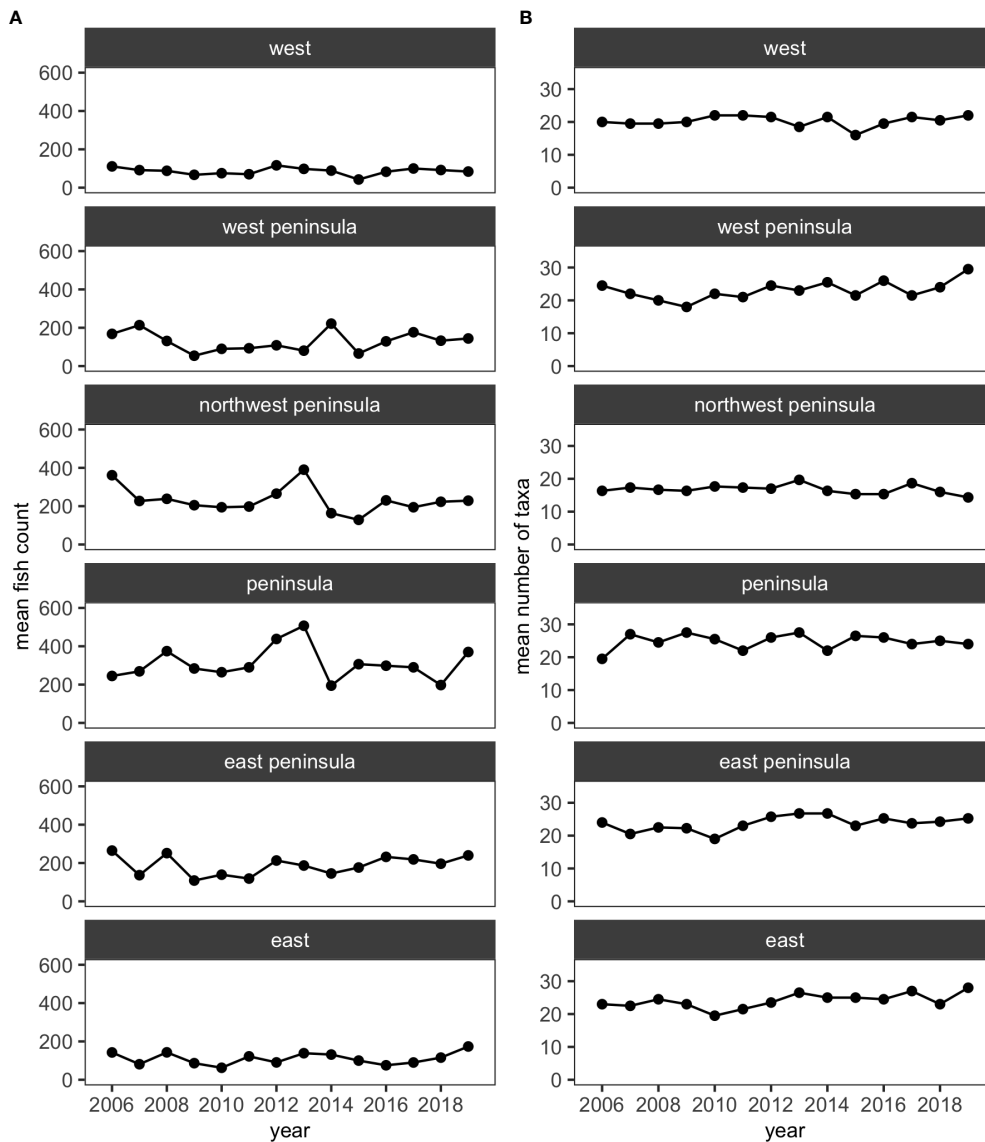 A
west
600
400
200
0
west peninsula
600
400
200
0
northwest peninsula
600
400
200
0
peninsula
600
400
200
0
east peninsula
600
400
200
0
east
600
400
200
0
mean fish count
2006 2008 2010 2012 2014 2016 2018
year
B
west
30
20
10
0
west peninsula
30
20
10
0
northwest peninsula
30
20
10
0
peninsula
30
20
10
0
east peninsula
30
20
10
0
east
30
20
10
0
mean number of taxa
2006 2008 2010 2012 2014 2016 2018
year